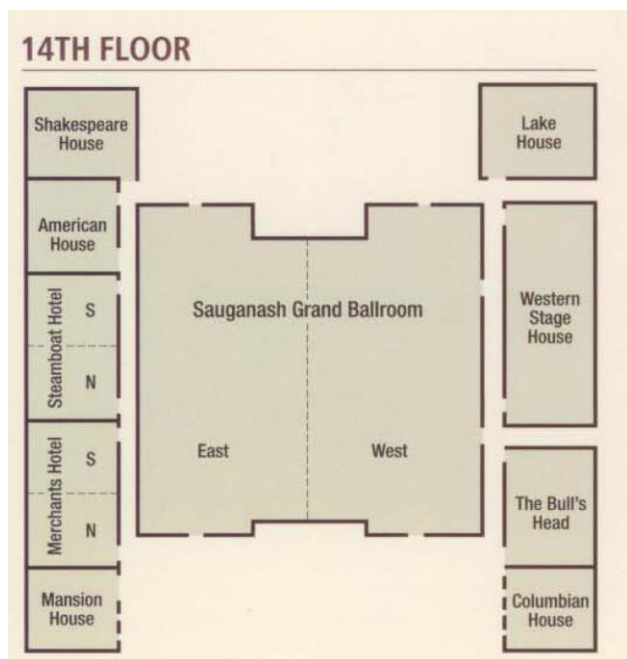 14TH FLOOR
Shakespeare
House
Lake
House
American
House
Steamboat Hotel
S
N
Sauganash Grand Ballroom
East
West
Western
Stage
House
Merchants Hotel
S
N
The Bull's
Head
Mansion
House
Columbian
House